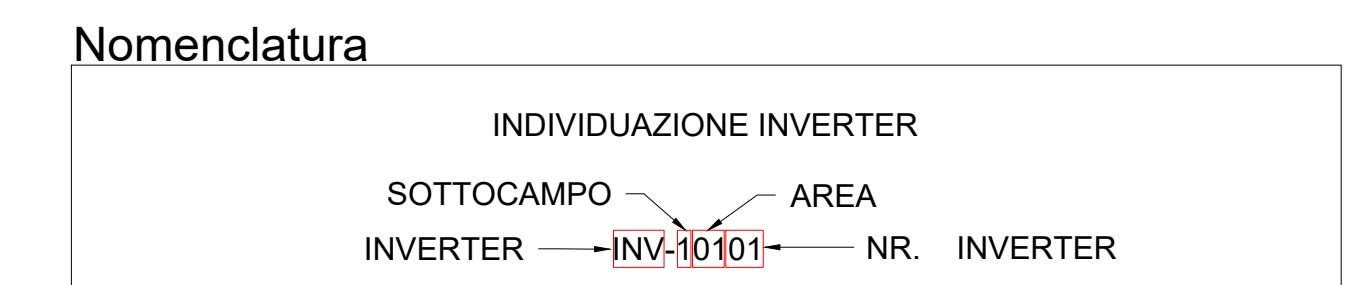 Nomenclatura
INDIVIDUAZIONE INVERTER
SOTTOCAMPO AREA
INVERTER INV-10101 NR. INVERTER